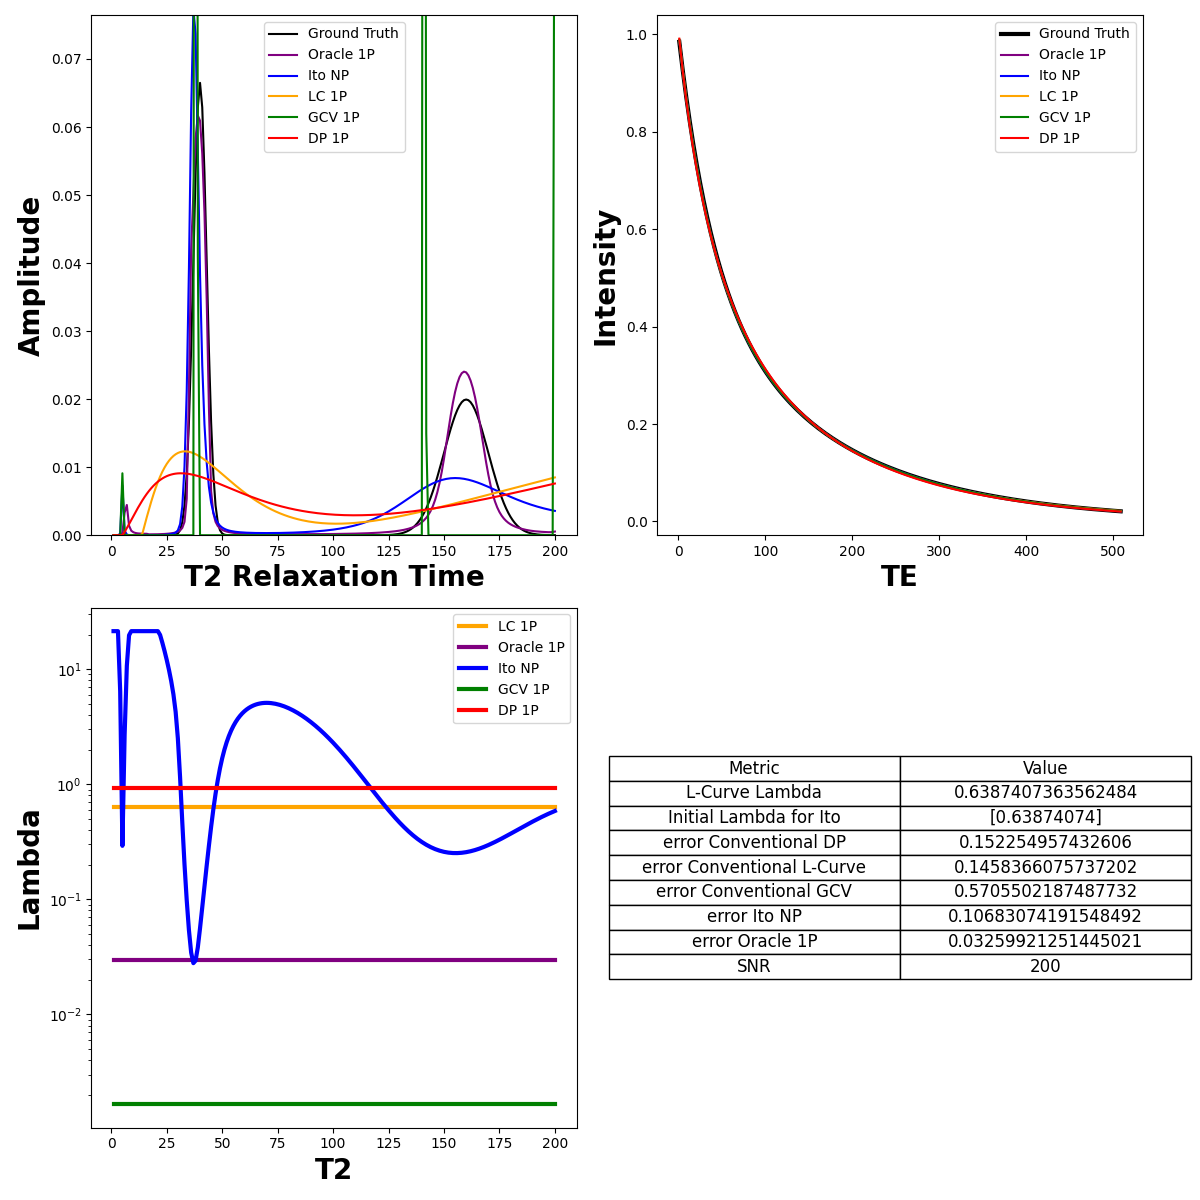 Amplitude
0.07
0.06
0.05
0.04
0.03
0.02
0.01
0.00
0 25 50 75 100 125 150 175 200
T2 Relaxation Time
Ground Truth
Oracle 1P
Ito NP
LC 1P
GCV 1P
DP 1P
Intensity
1.0
0.8
0.6
0.4
0.2
0.0
0 100 200 300 400 500
TE
Ground Truth
Oracle 1P
Ito NP
LC 1P
GCV 1P
DP 1P
Lambda
10^1
10^0
10^-1
10^-2
0 25 50 75 100 125 150 175 200
T2
LC 1P
Oracle 1P
Ito NP
GCV 1P
DP 1P
Metric Value
L-Curve Lambda 0.6387407363562484
Initial Lambda for Ito [0.63874074]
error Conventional DP 0.152254957432606
error Conventional L-Curve 0.1458366075737202
error Conventional GCV 0.5705502187487732
error Ito NP 0.10683074191548492
error Oracle 1P 0.03259921251445021
SNR 200